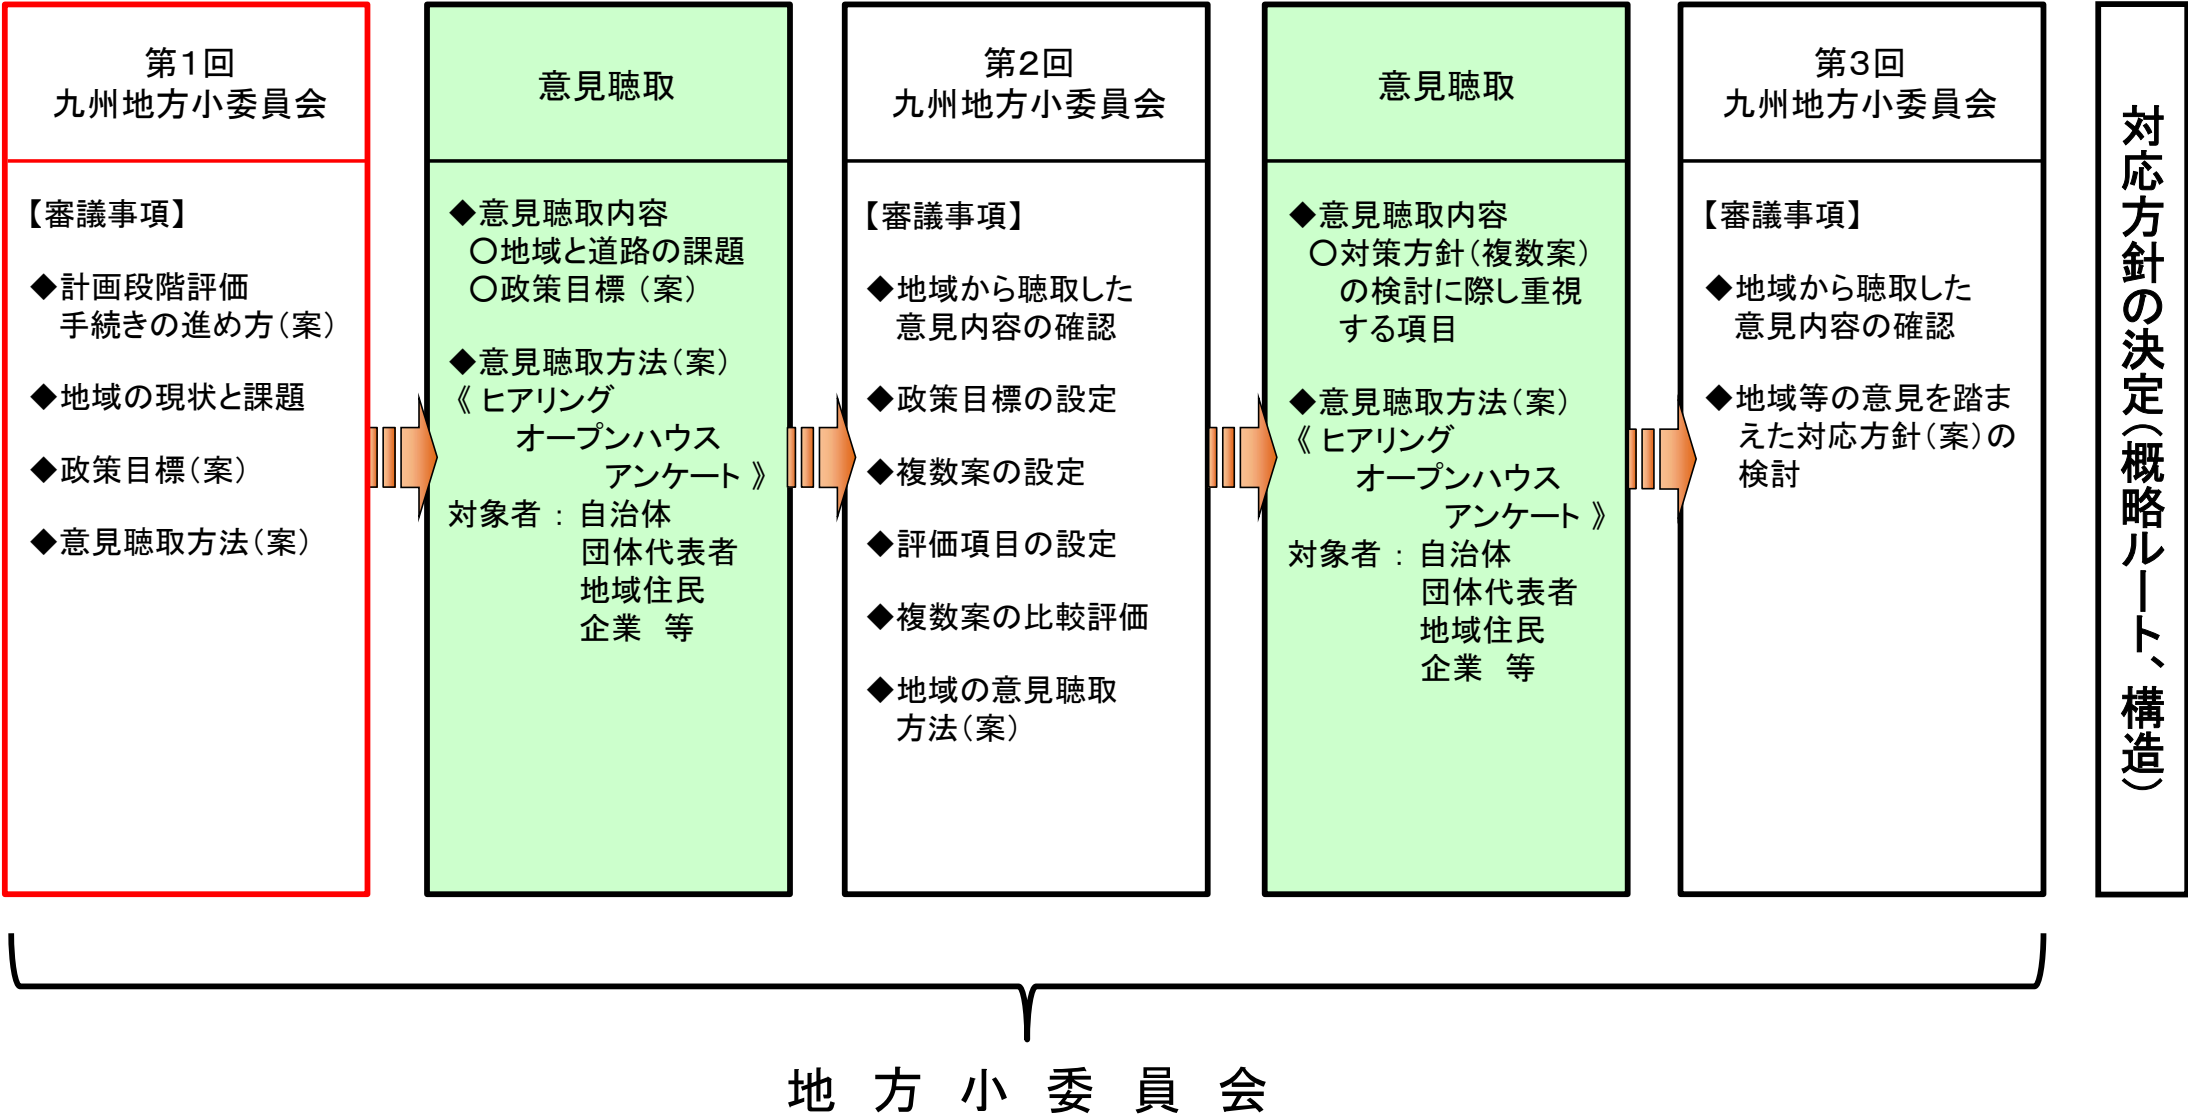 第1回
九州地方小委員会
【審議事項】
◆計画段階評価
手続きの進め方(案)
◆地域の現状と課題
◆政策目標(案)
◆意見聴取方法(案)
意見聴取
◆意見聴取内容
○地域と道路の課題
○政策目標(案)
◆意見聴取方法(案)
《 ヒアリング
オープンハウス
アンケート 》
対象者 : 自治体
団体代表者
地域住民
企業 等
第2回
九州地方小委員会
【審議事項】
◆地域から聴取した
意見内容の確認
◆政策目標の設定
◆複数案の設定
◆評価項目の設定
◆複数案の比較評価
◆地域の意見聴取
方法(案)
意見聴取
◆意見聴取内容
○対策方針(複数案)
の検討に際し重視
する項目
◆意見聴取方法(案)
《 ヒアリング
オープンハウス
アンケート 》
対象者 : 自治体
団体代表者
地域住民
企業 等
第3回
九州地方小委員会
【審議事項】
◆地域から聴取した
意見内容の確認
◆地域等の意見を踏ま
えた対応方針(案)の
検討
対応方針の決定(概略ルート、構造)
地方小委員会